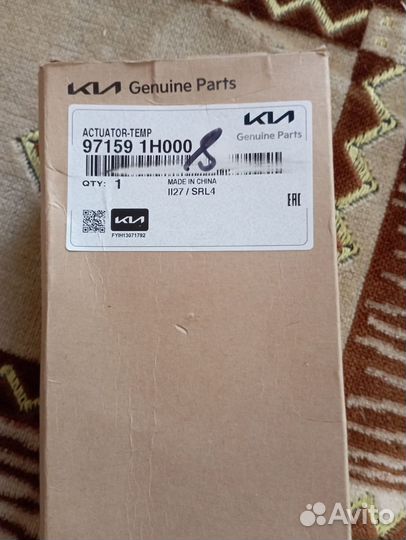 KIA Genuine Parts
KIA
Genuine Parts
ACTUATOR-TEMP
97159 1H000
QTY: 1
MADE IN CHINA
II27 / SRL4
EAC
KIA
FYIH13071792
Avito